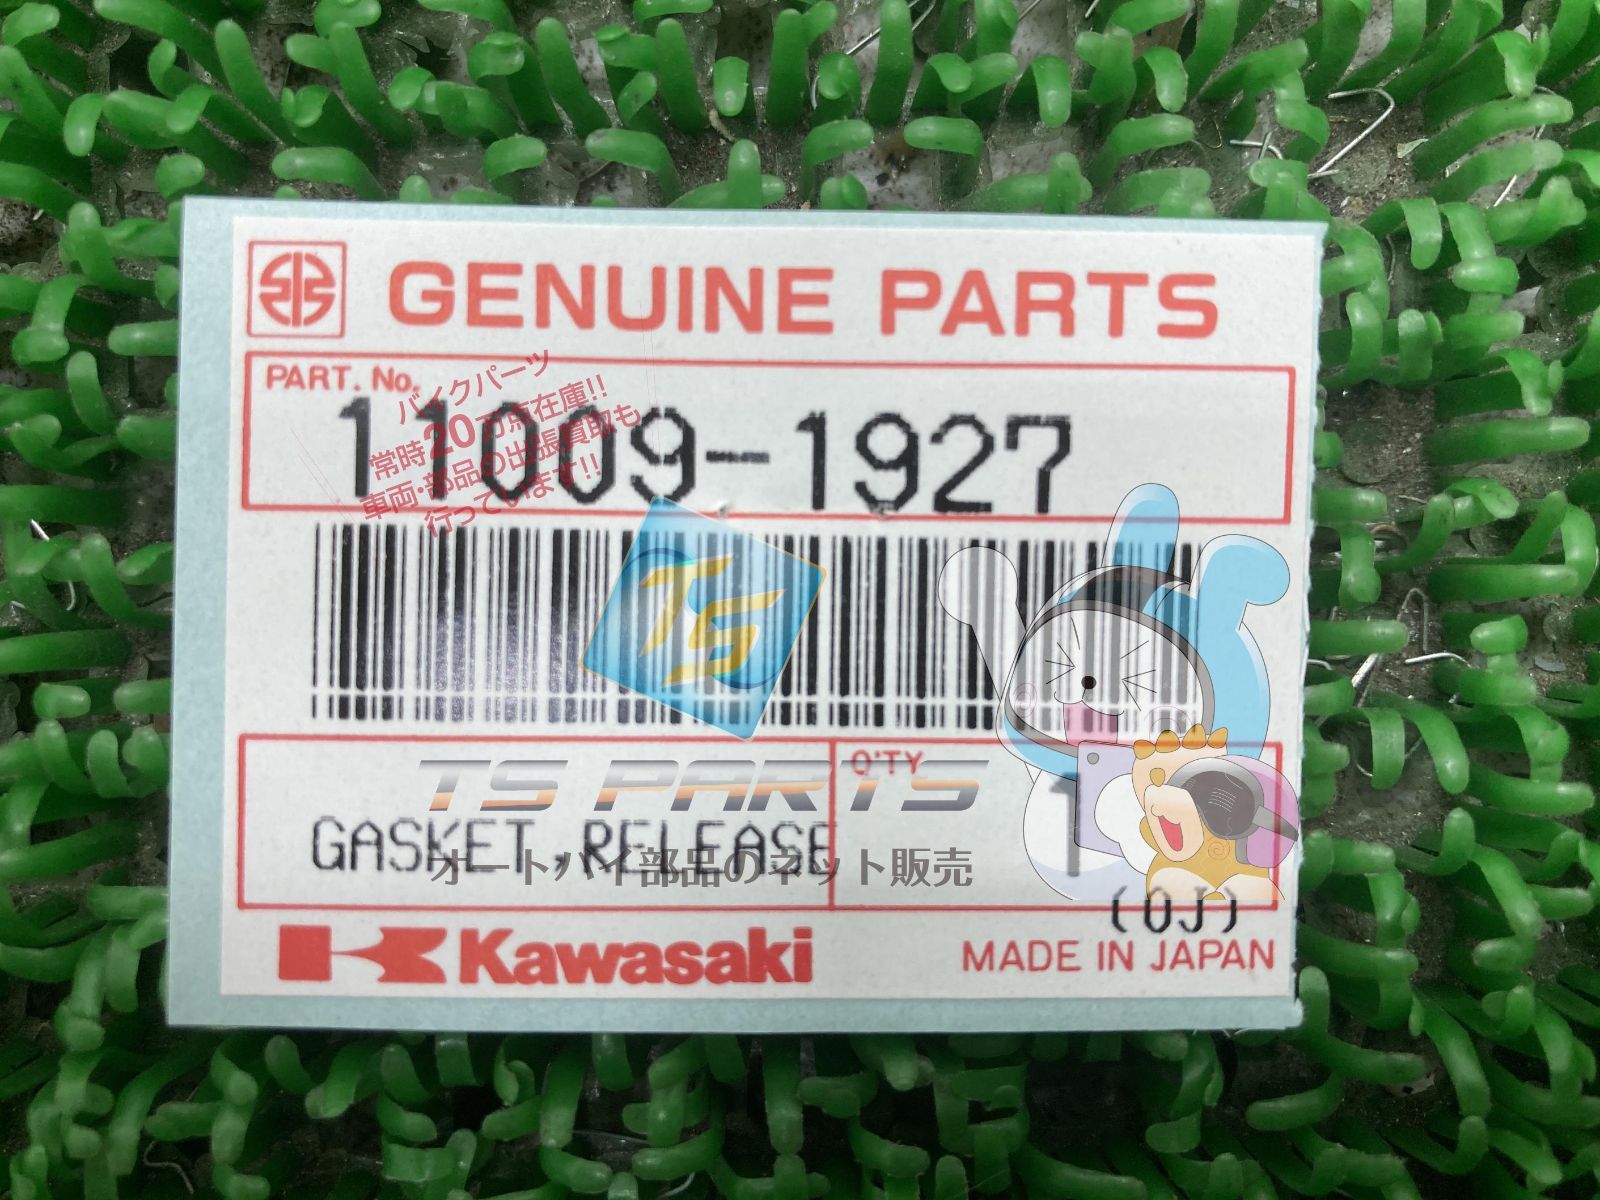 GENUINE PARTS
PART. No.
11009-1927
バイクパーツ
常時20万点在庫!!
車両・部品の出張買取も
行っています!!
TS
TS PARTS
オートバイ部品のネット販売
GASKET,RELEASE
Q'TY
1
(OJ)
Kawasaki
MADE IN JAPAN